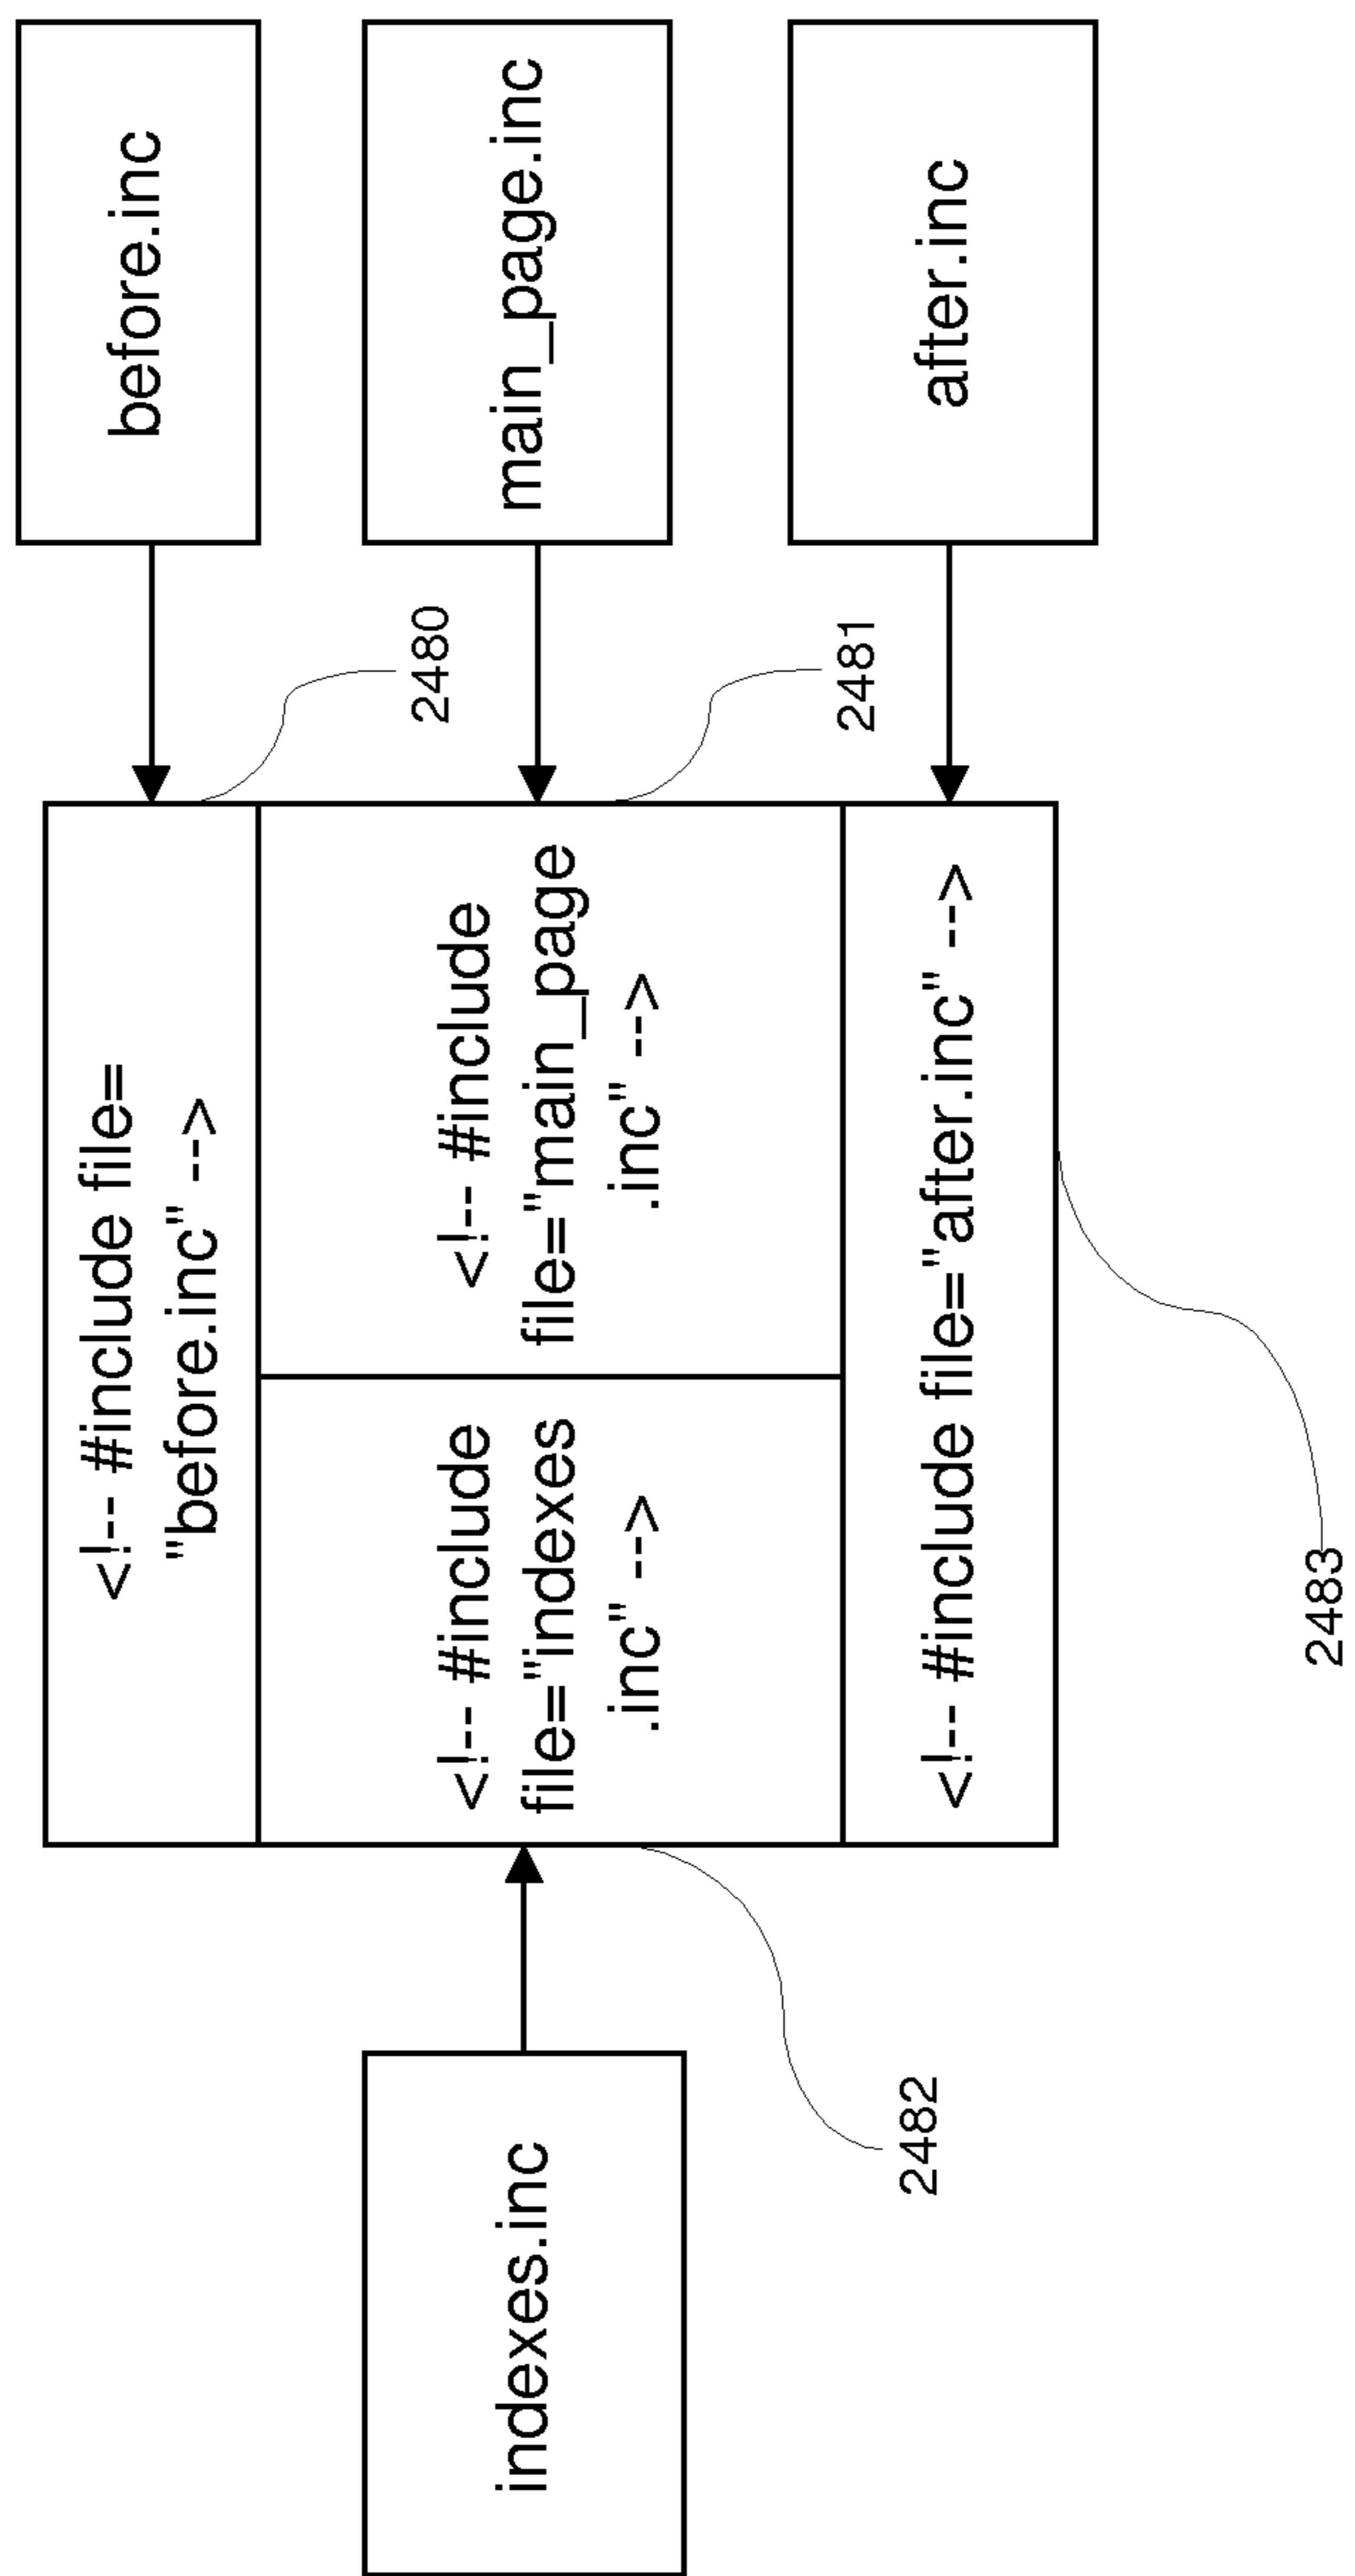 before.inc
<!-- #include file=
"before.inc" -->
2480
indexes.inc
<!-- #include
file="indexes
.inc" -->
<!-- #include
file="main_page
.inc" -->
main_page.inc
2481
2482
<!-- #include file="after.inc" -->
after.inc
2483